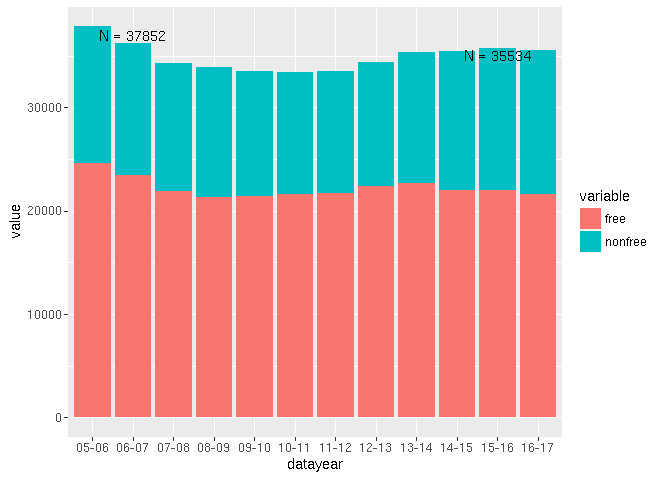 N = 37852
N = 35534
30000
20000
10000
0
value
05-06 06-07 07-08 08-09 09-10 10-11 11-12 12-13 13-14 14-15 15-16 16-17
datayear
variable
free
nonfree